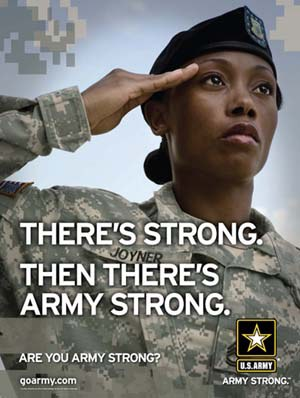 THERE'S STRONG.
JOYNER
THEN THERE'S
ARMY STRONG.
ARE YOU ARMY STRONG?
U.S.ARMY
goarmy.com
ARMY STRONG.